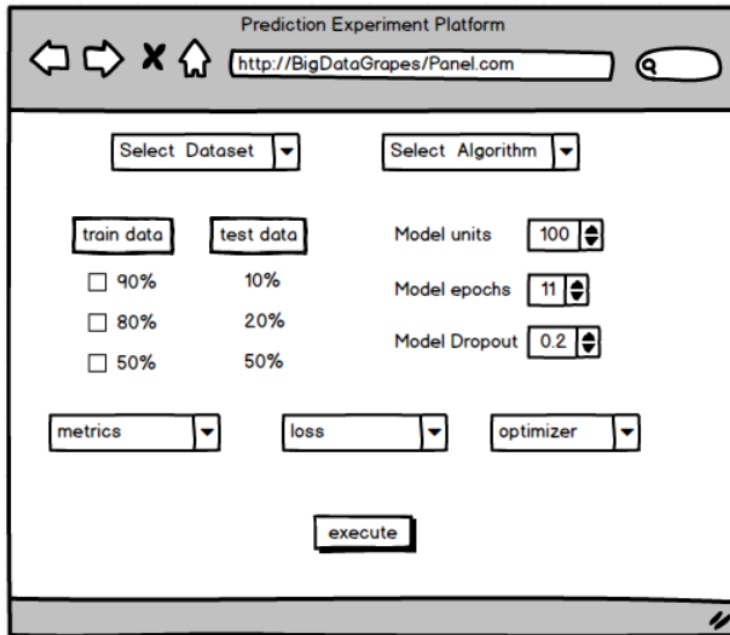 Prediction Experiment Platform
http://BigDataGrapes/Panel.com
Select Dataset
Select Algorithm
train data
test data
90%
10%
80%
20%
50%
50%
Model units
100
Model epochs
11
Model Dropout
0.2
metrics
loss
optimizer
execute